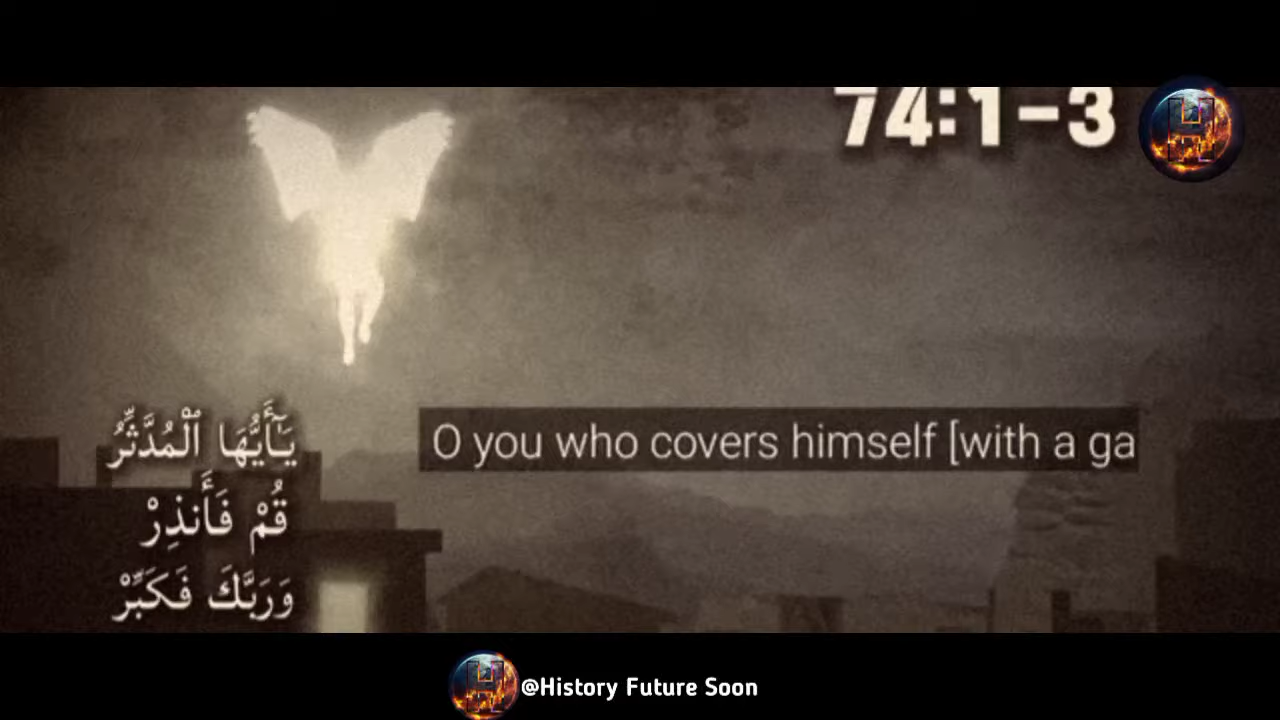 74:1-3
يَـٰٓأَيُّهَا ٱلْمُدَّثِّرُ
O you who covers himself [with a ga
قُمْ فَأَنذِرْ
وَرَبَّكَ فَكَبِّرْ
@History Future Soon